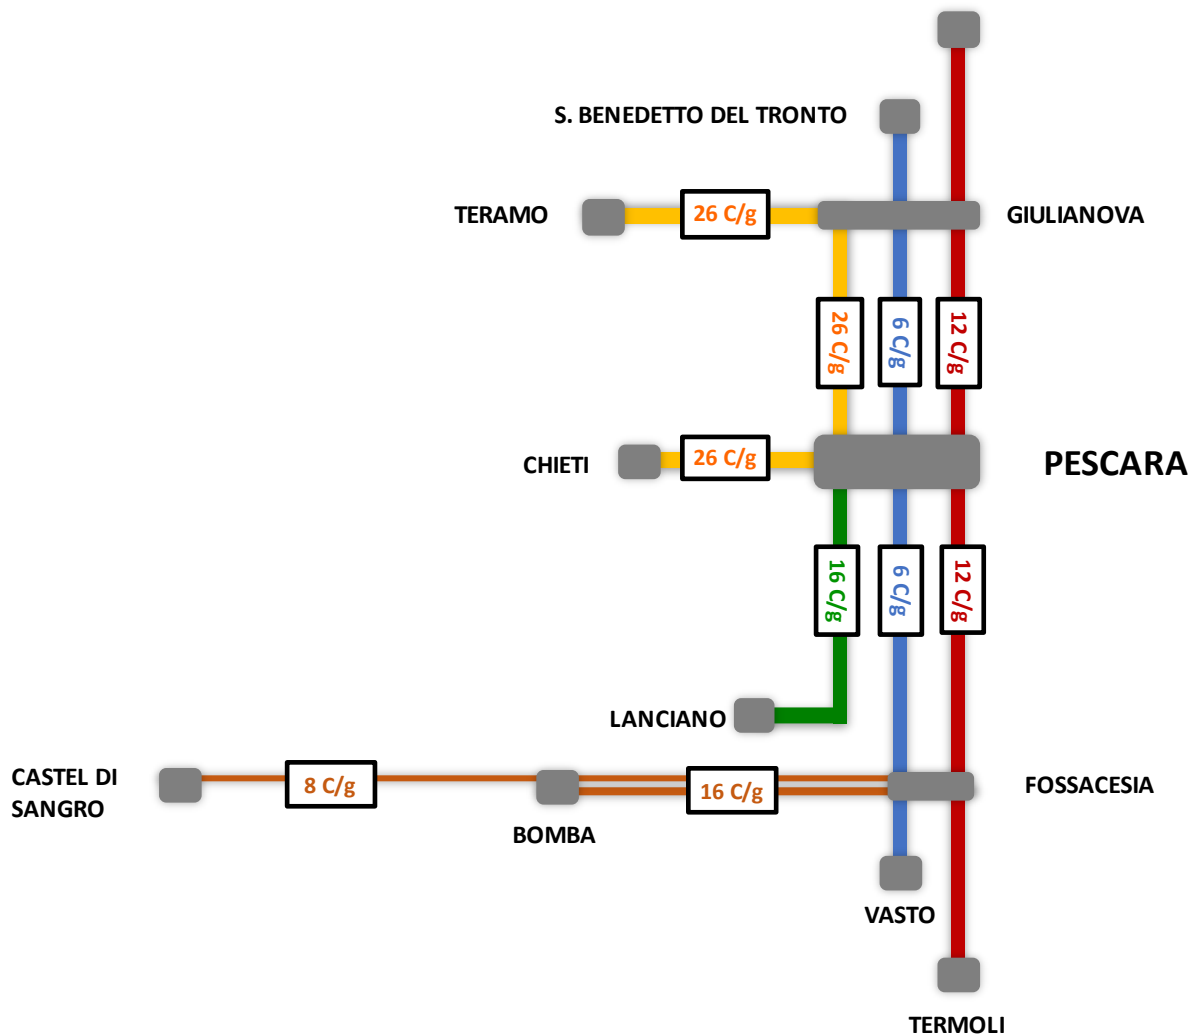 S. BENEDETTO DEL TRONTO
TERAMO
26 C/g
GIULIANOVA
26 C/g
6 C/g
12 C/g
CHIETI
26 C/g
PESCARA
16 C/g
6 C/g
12 C/g
LANCIANO
CASTEL DI
SANGRO
8 C/g
16 C/g
FOSSACESIA
BOMBA
VASTO
TERMOLI